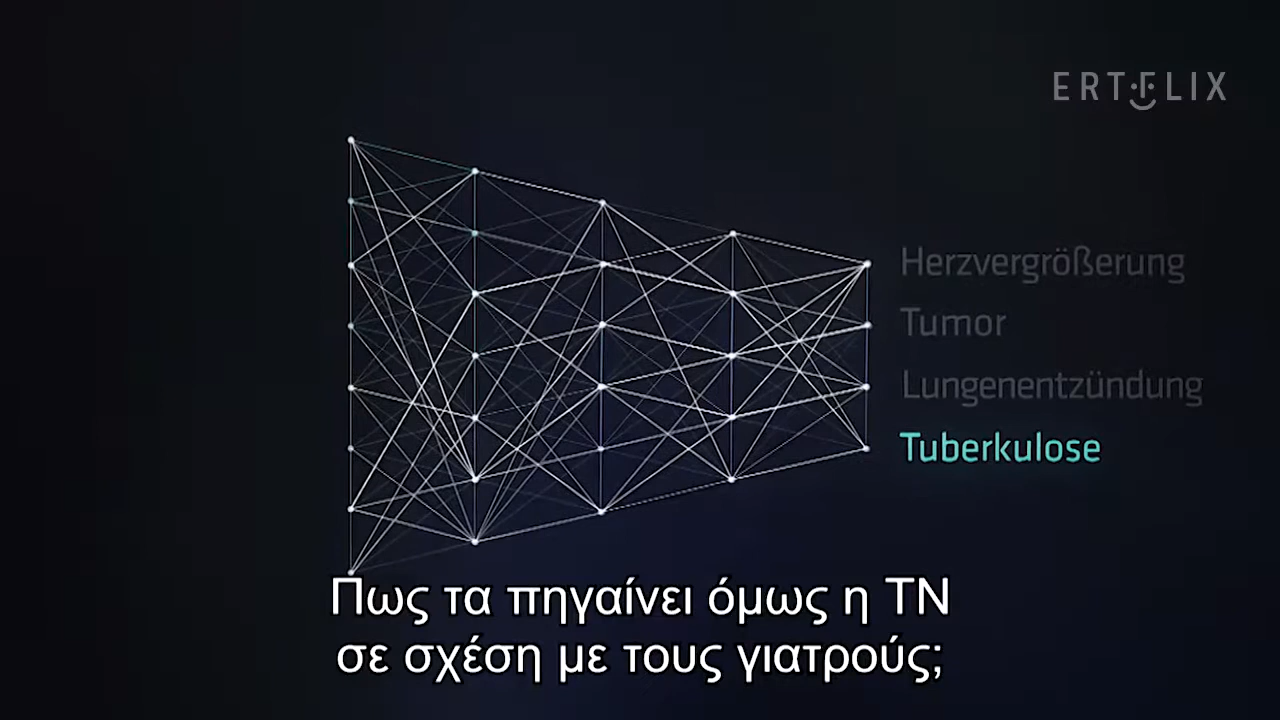 ERTFLIX
Herzvergrößerung
Tumor
Lungenentzündung
Tuberkulose
Πως τα πηγαίνει όμως η ΤΝ
σε σχέση με τους γιατρούς;